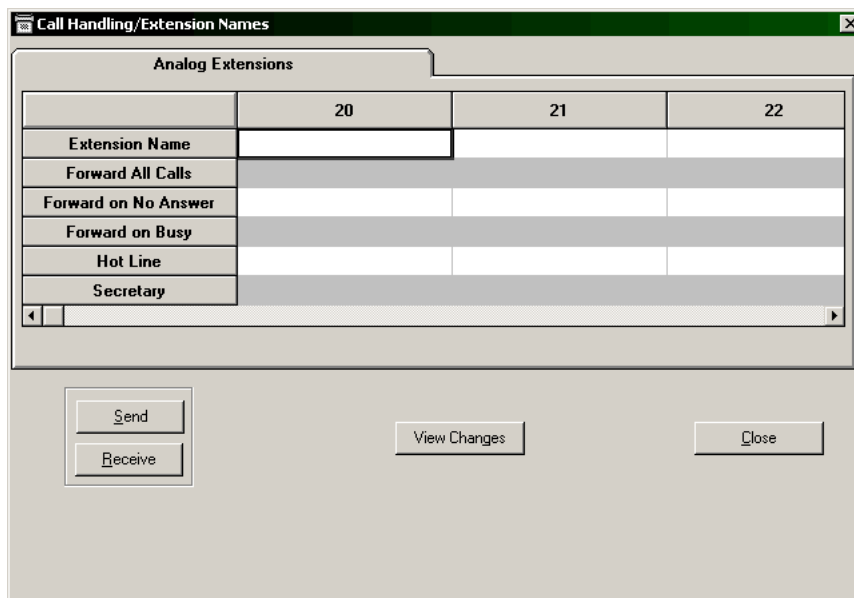 Call Handling/Extension Names
Analog Extensions
20 21 22
Extension Name
Forward All Calls
Forward on No Answer
Forward on Busy
Hot Line
Secretary
Send
View Changes Close
Receive